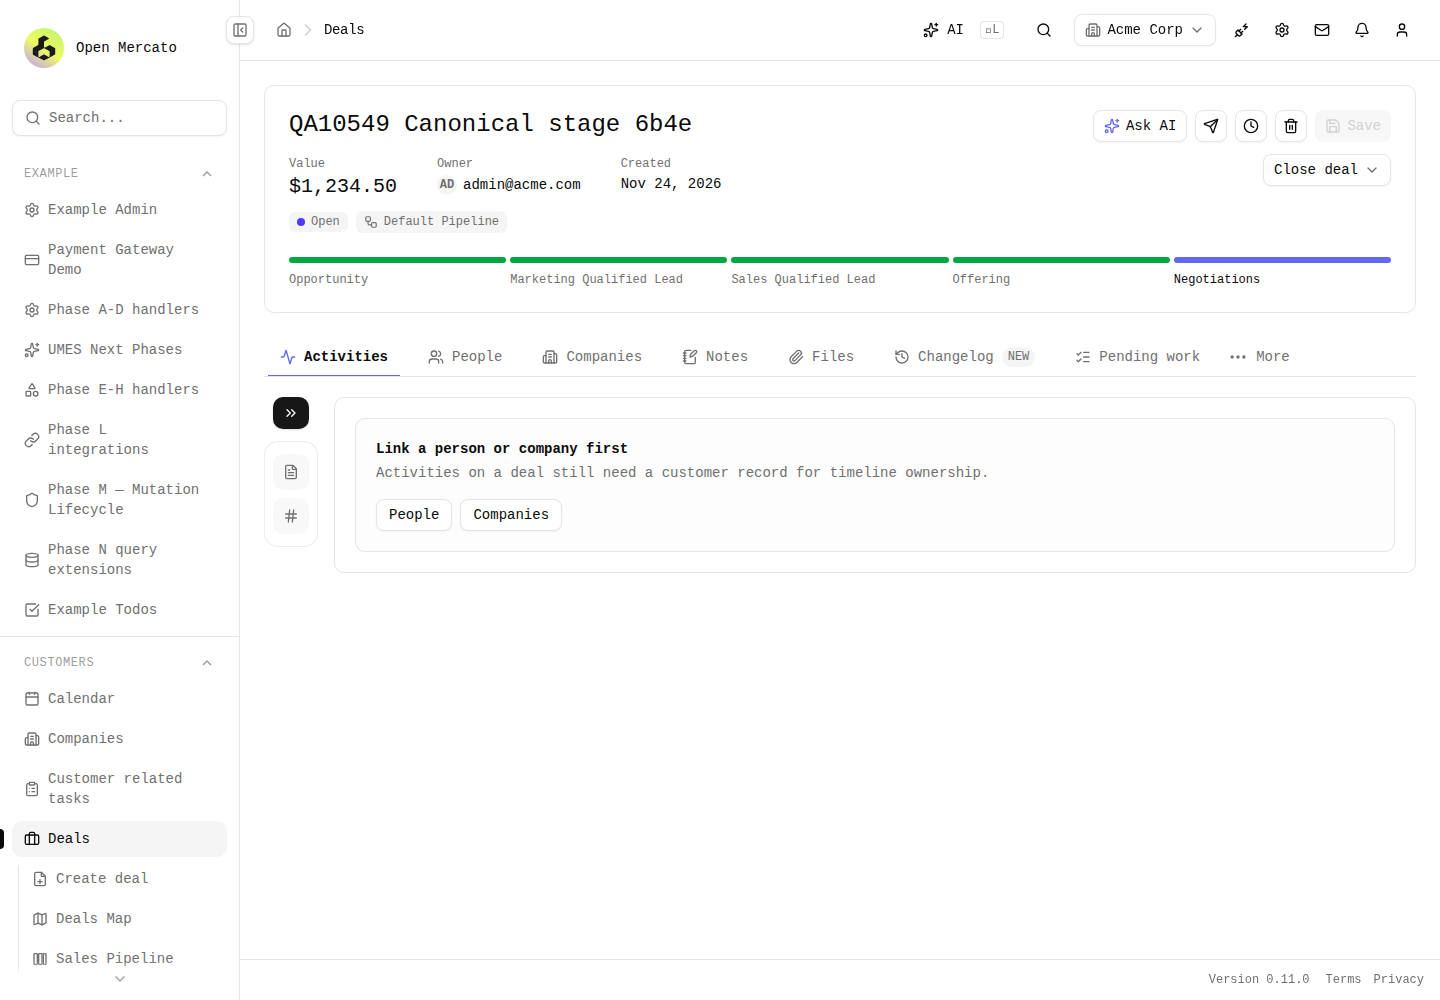 Open Mercato
Search...
EXAMPLE
Example Admin
Payment Gateway
Demo
Phase A-D handlers
UMES Next Phases
Phase E-H handlers
Phase L
integrations
Phase M — Mutation
Lifecycle
Phase N query
extensions
Example Todos
CUSTOMERS
Calendar
Companies
Customer related
tasks
Deals
Create deal
Deals Map
Sales Pipeline
Deals
AI
L
Acme Corp
QA10549 Canonical stage 6b4e
Ask AI
Save
Value
Owner
Created
$1,234.50
AD admin@acme.com
Nov 24, 2026
Close deal
Open
Default Pipeline
Opportunity
Marketing Qualified Lead
Sales Qualified Lead
Offering
Negotiations
Activities
People
Companies
Notes
Files
Changelog NEW
Pending work
More
Link a person or company first
Activities on a deal still need a customer record for timeline ownership.
People
Companies
Version 0.11.0
Terms
Privacy